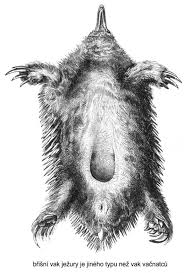 břišní vak ježury je jiného typu než vak vačnatců